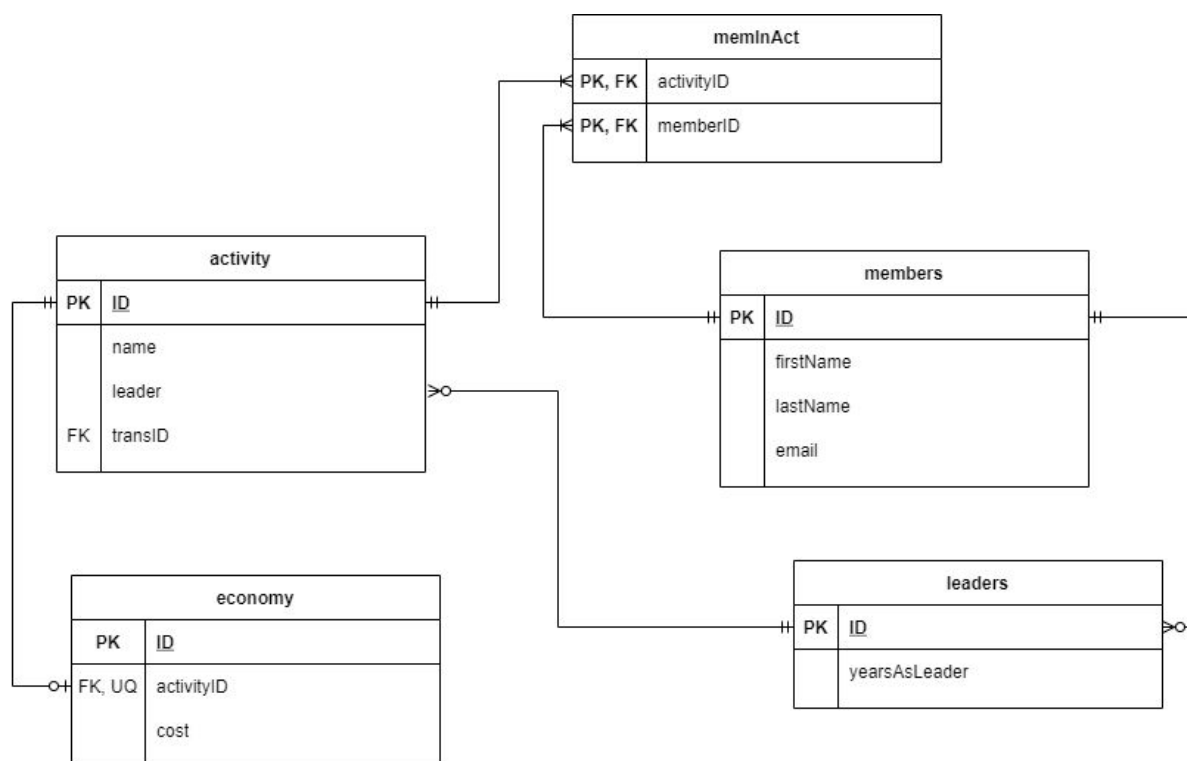 memInAct
PK, FK activityID
PK, FK memberID
activity
PK ID
name
leader
FK transID
members
PK ID
firstName
lastName
email
economy
PK ID
FK, UQ activityID
cost
leaders
PK ID
yearsAsLeader